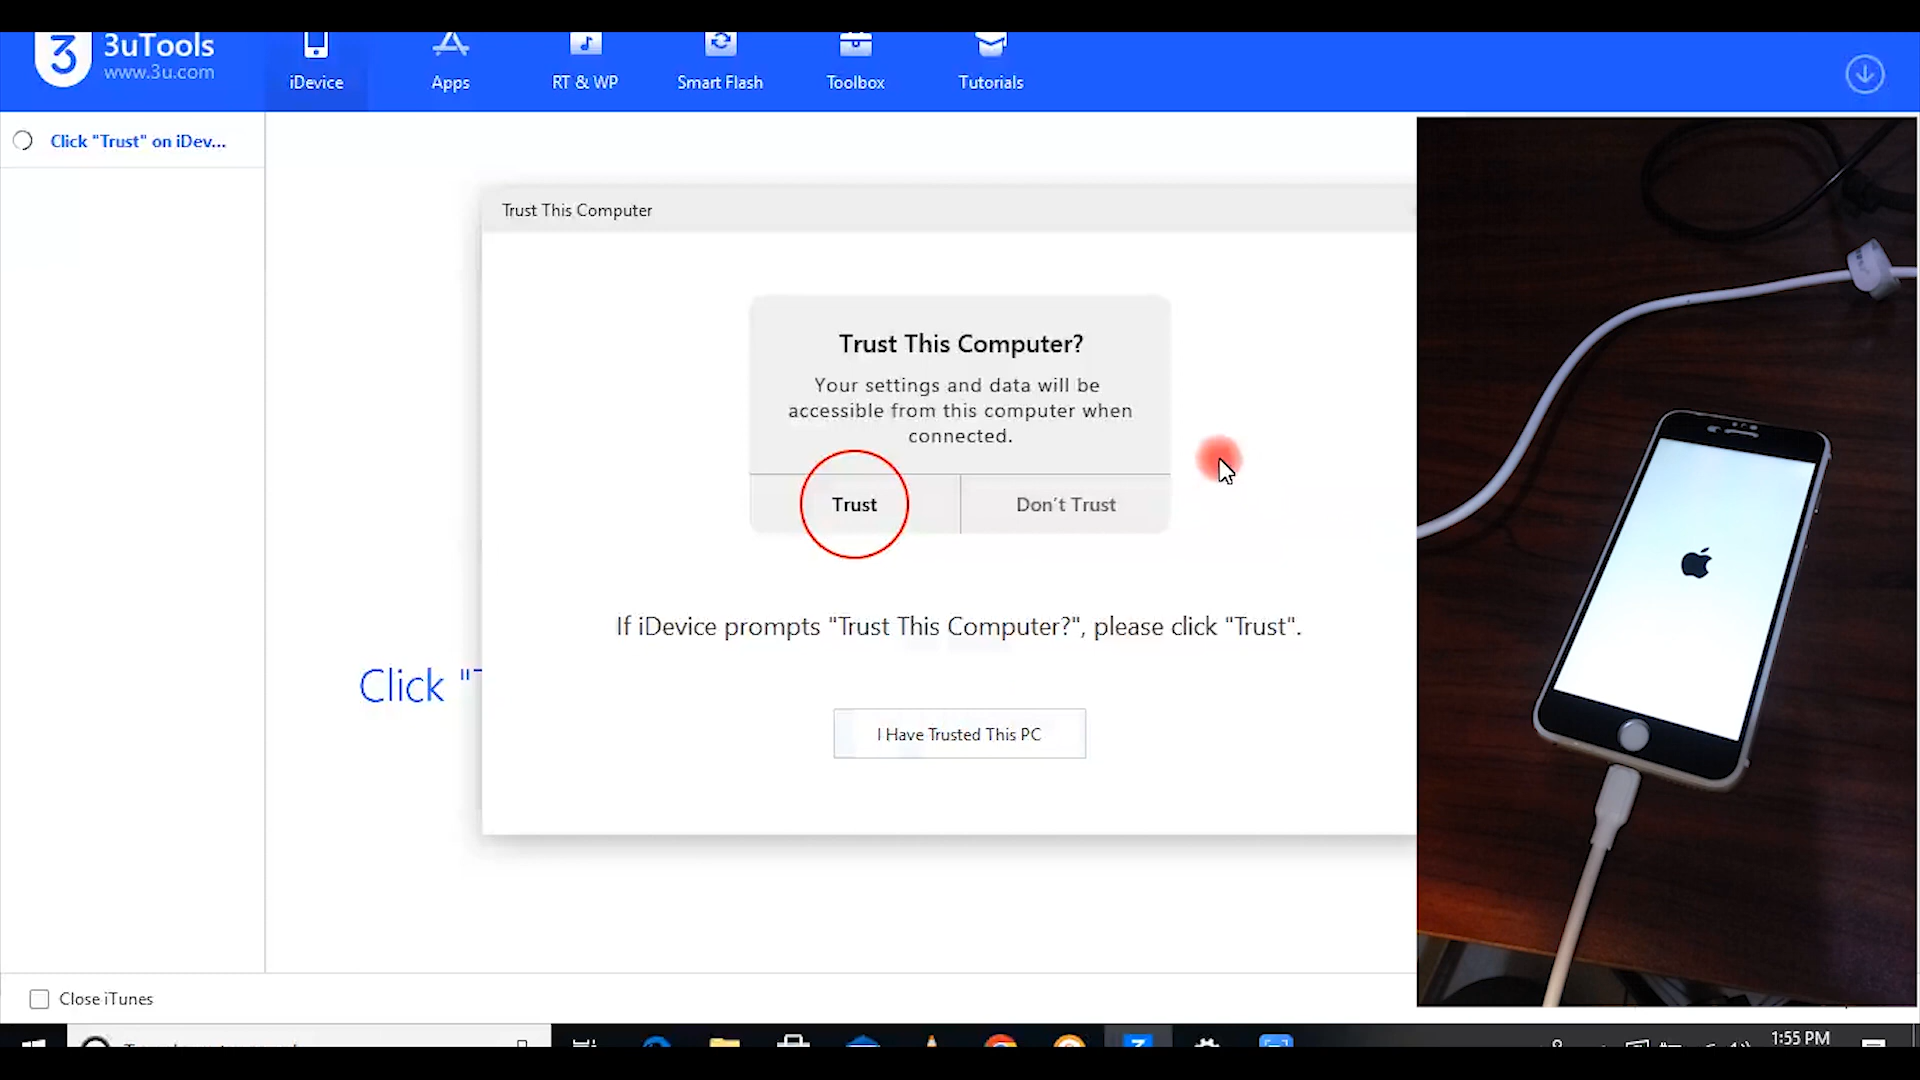 3 3uTools
www.3u.com
iDevice
Apps
RT & WP
Smart Flash
Toolbox
Tutorials
Click "Trust" on iDev...
Trust This Computer
Trust This Computer?
Your settings and data will be
accessible from this computer when
connected.
Trust
Don't Trust
If iDevice prompts "Trust This Computer?", please click "Trust".
Click "T
I Have Trusted This PC
Close iTunes
1:55 PM